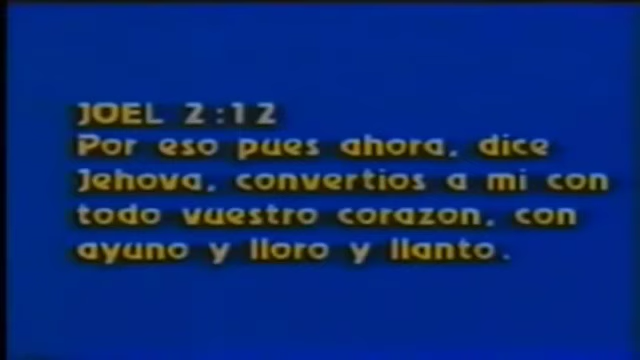 JOEL 2:12
Por eso pues ahora, dice
Jehova, convertios a mi con
todo vuestro corazon, con
ayuno y lloro y llanto.